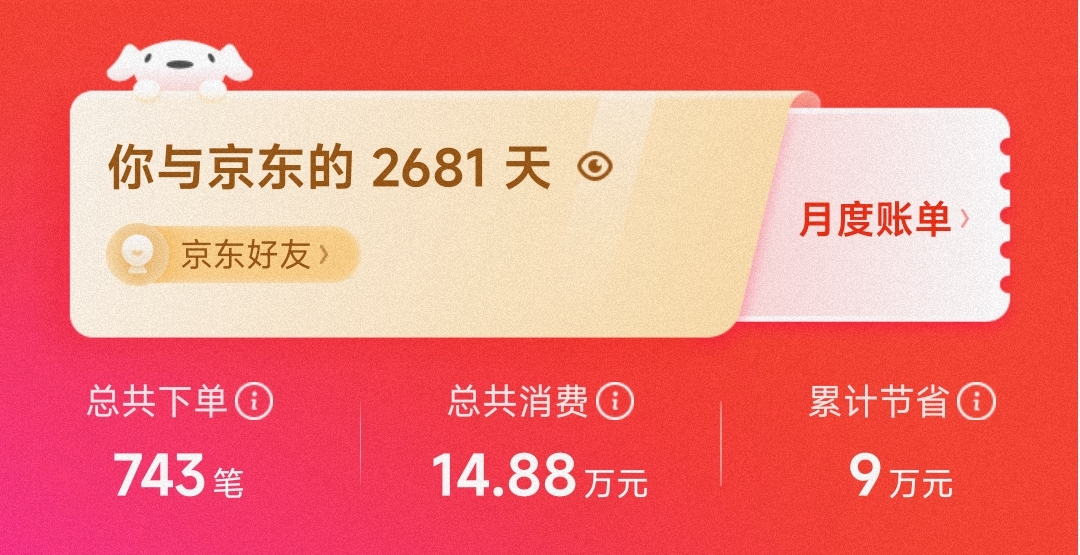 你与京东的 2681 天
京东好友
月度账单
总共下单
743 笔
总共消费
14.88 万元
累计节省
9 万元